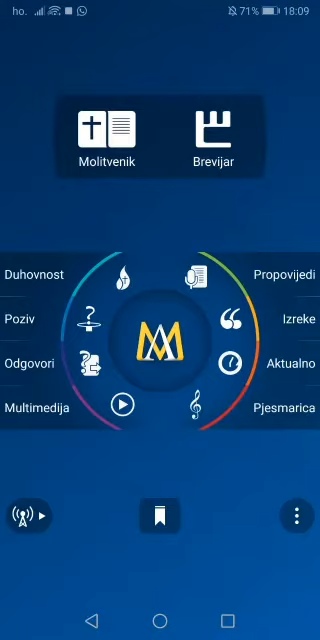 ho. 71% 18:09
Molitvenik Brevijar
Duhovnost Propovijedi
Poziv Izreke
Odgovori Aktualno
Multimedija Pjesmarica